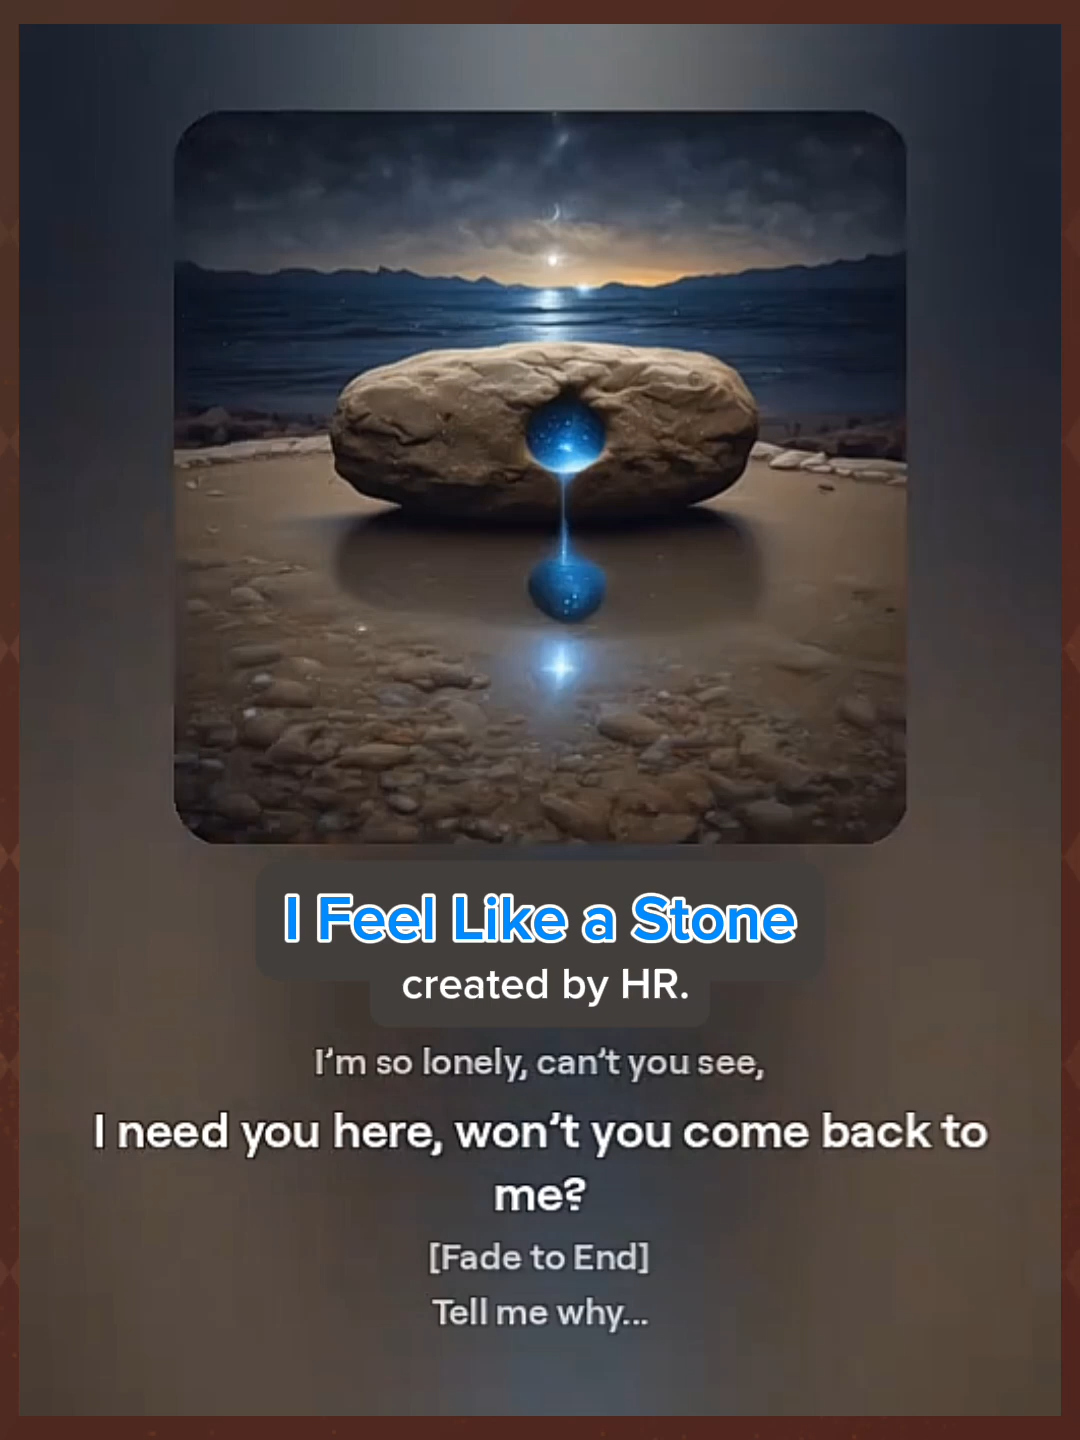 I Feel Like a Stone
created by HR.
I’m so lonely, can’t you see,
I need you here, won’t you come back to
me?
[Fade to End]
Tell me why...